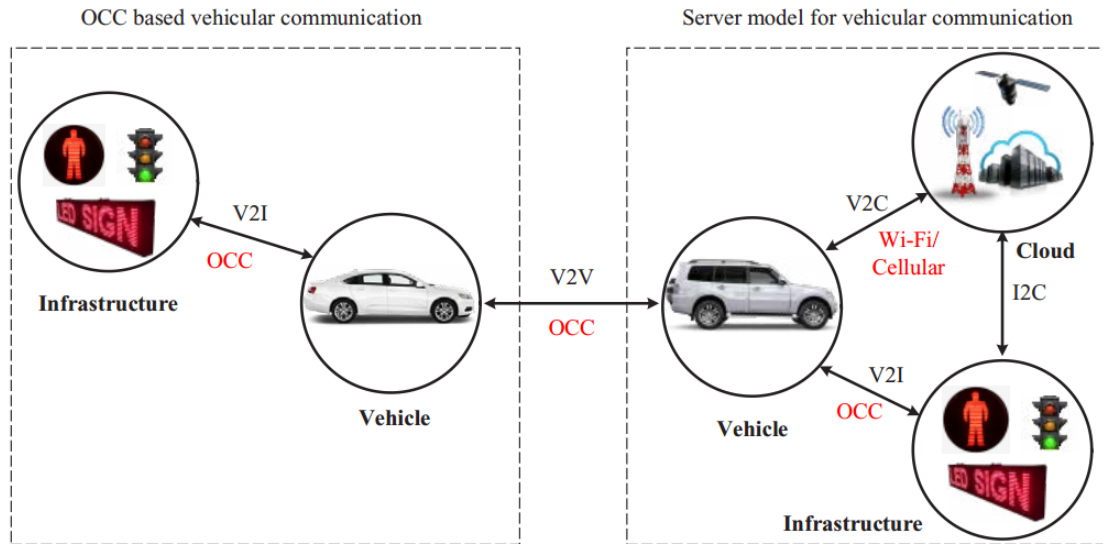 OCC based vehicular communication
Server model for vehicular communication
LED SIGN
V2I
OCC
Infrastructure
Vehicle
V2V
OCC
V2C
Wi-Fi/
Cellular
Cloud
I2C
V2I
OCC
Vehicle
LED SIGN
Infrastructure